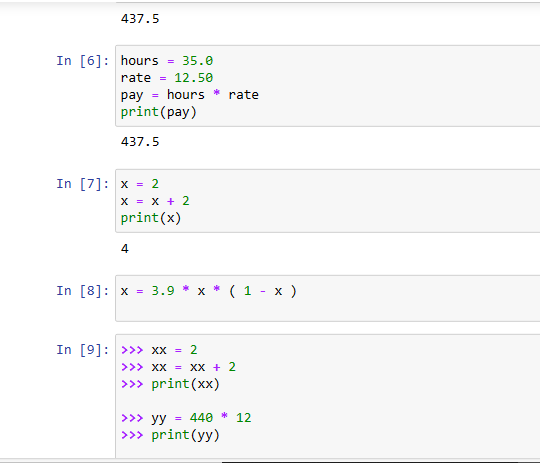 437.5
In [6]: hours = 35.0
rate = 12.50
pay = hours * rate
print(pay)
437.5
In [7]: x = 2
x = x + 2
print(x)
4
In [8]: x = 3.9 * x * ( 1 - x )
In [9]: >>> xx = 2
>>> xx = xx + 2
>>> print(xx)
>>> yy = 440 * 12
>>> print(yy)